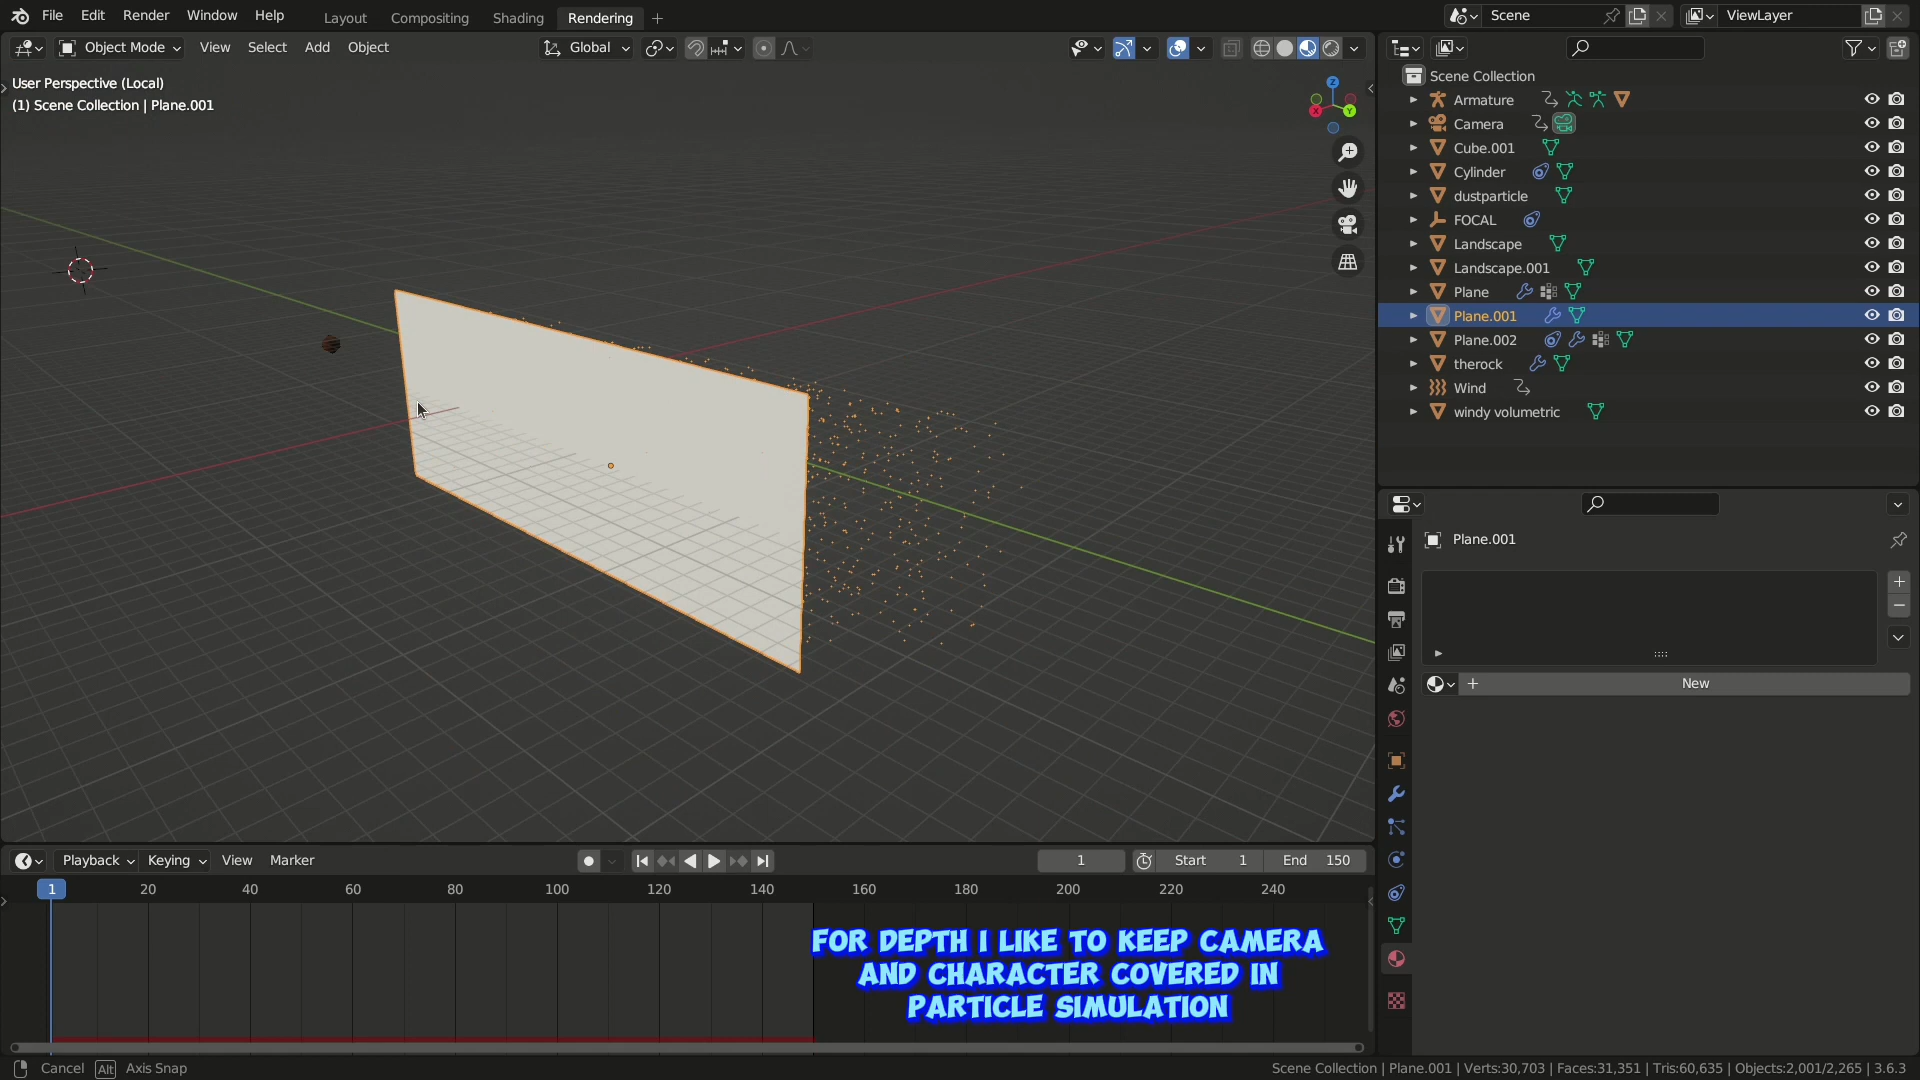 File Edit Render Window Help Layout Compositing Shading Rendering + Scene ViewLayer
Object Mode View Select Add Object Global
User Perspective (Local)
(1) Scene Collection | Plane.001
Z
X Y
Scene Collection
Armature
Camera
Cube.001
Cylinder
dustparticle
FOCAL
Landscape
Landscape.001
Plane
Plane.001
Plane.002
therock
Wind
windy volumetric
Plane.001
+ New
Playback Keying View Marker 1 Start 1 End 150
1 20 40 60 80 100 120 140 160 180 200 220 240
FOR DEPTH I LIKE TO KEEP CAMERA
AND CHARACTER COVERED IN
PARTICLE SIMULATION
Cancel Alt Axis Snap
Scene Collection | Plane.001 | Verts:30,703 | Faces:31,351 | Tris:60,635 | Objects:2,001/2,265 | 3.6.3